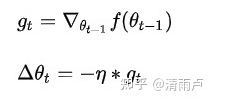 g_t = ∇_{θ_{t−1}} f(θ_{t−1})
Δθ_t = −η * g_t
知乎 @清雨卢